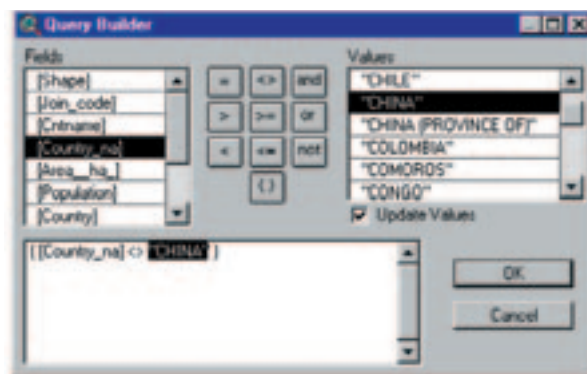 Query Builder
Fields
[Shape]
[Join_code]
[Cntname]
[Country_na]
[Area__ha_]
[Population]
[Country]
= <> and
> >= or
< <= not
( )
Values
"CHILE"
"CHINA"
"CHINA (PROVINCE OF)"
"COLOMBIA"
"COMOROS"
"CONGO"
Update Values
( [Country_na] <> "CHINA" )
OK
Cancel